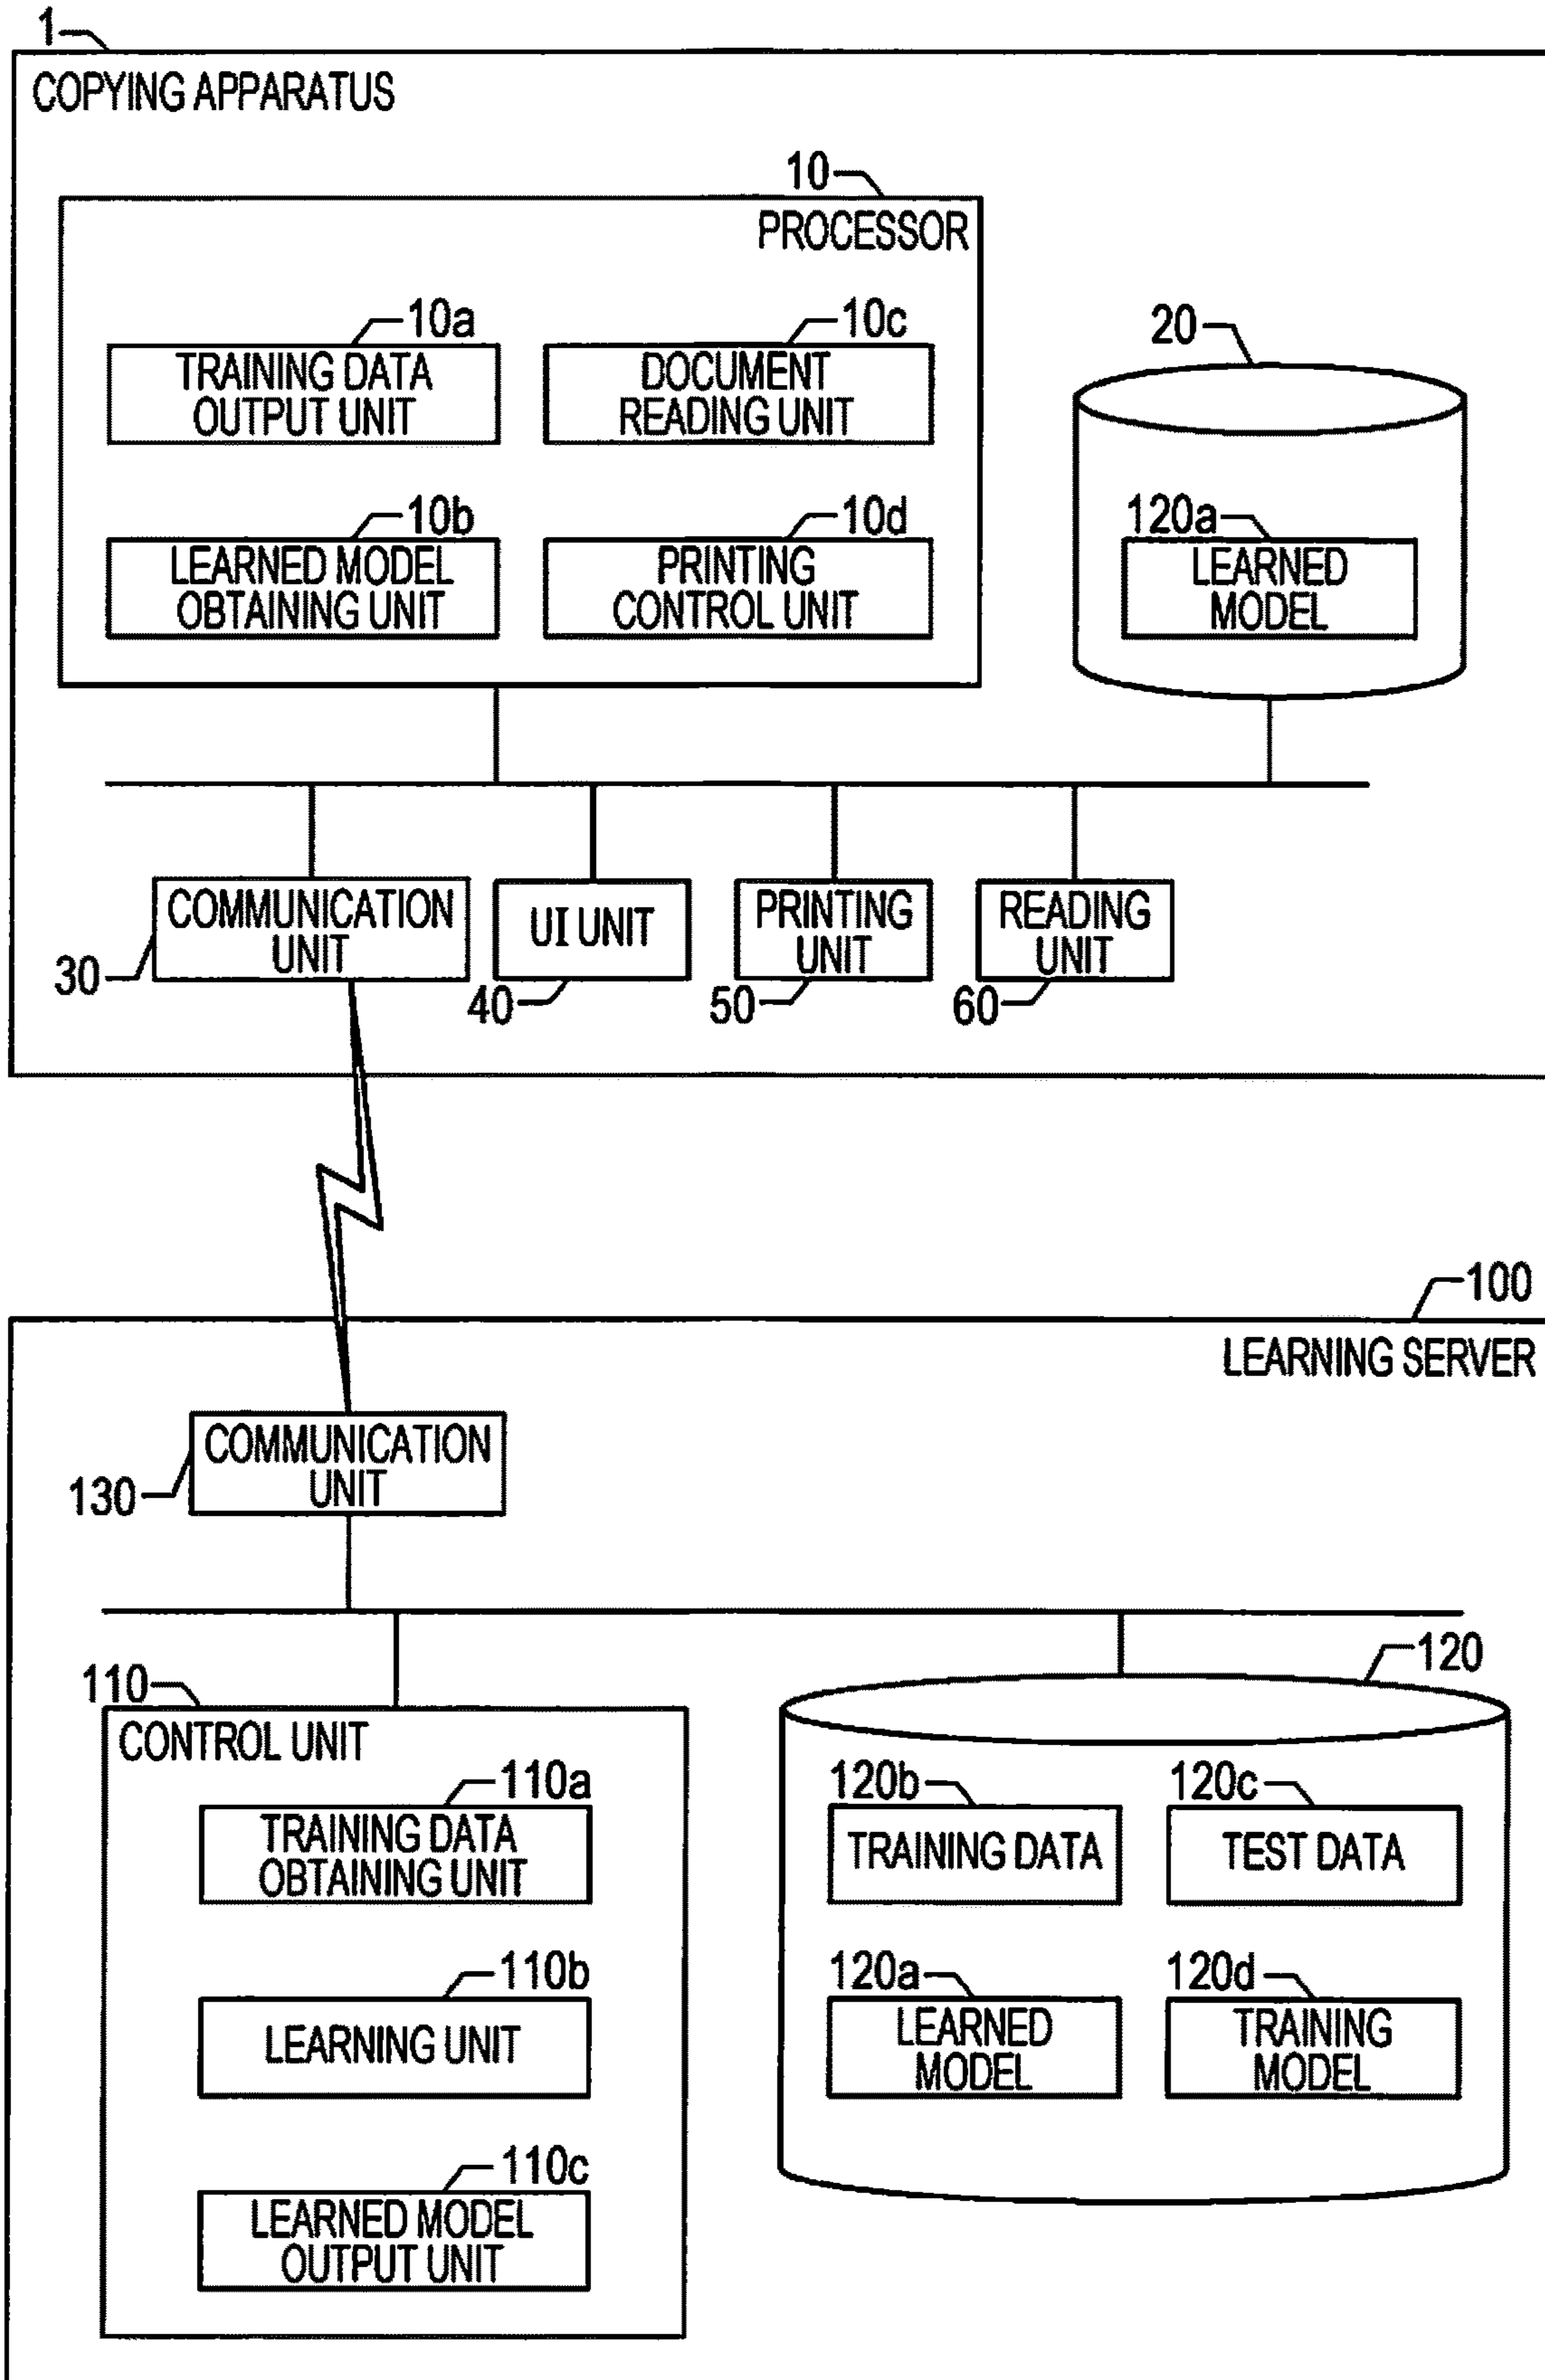 1
COPYING APPARATUS
10
PROCESSOR
10a
TRAINING DATA
OUTPUT UNIT
10c
DOCUMENT
READING UNIT
10b
LEARNED MODEL
OBTAINING UNIT
10d
PRINTING
CONTROL UNIT
20
120a
LEARNED
MODEL
COMMUNICATION
UNIT
30
UI UNIT
40
PRINTING
UNIT
50
READING
UNIT
60
100
LEARNING SERVER
COMMUNICATION
UNIT
130
110
CONTROL UNIT
110a
TRAINING DATA
OBTAINING UNIT
110b
LEARNING UNIT
110c
LEARNED MODEL
OUTPUT UNIT
120
120b
TRAINING DATA
120c
TEST DATA
120a
LEARNED
MODEL
120d
TRAINING
MODEL